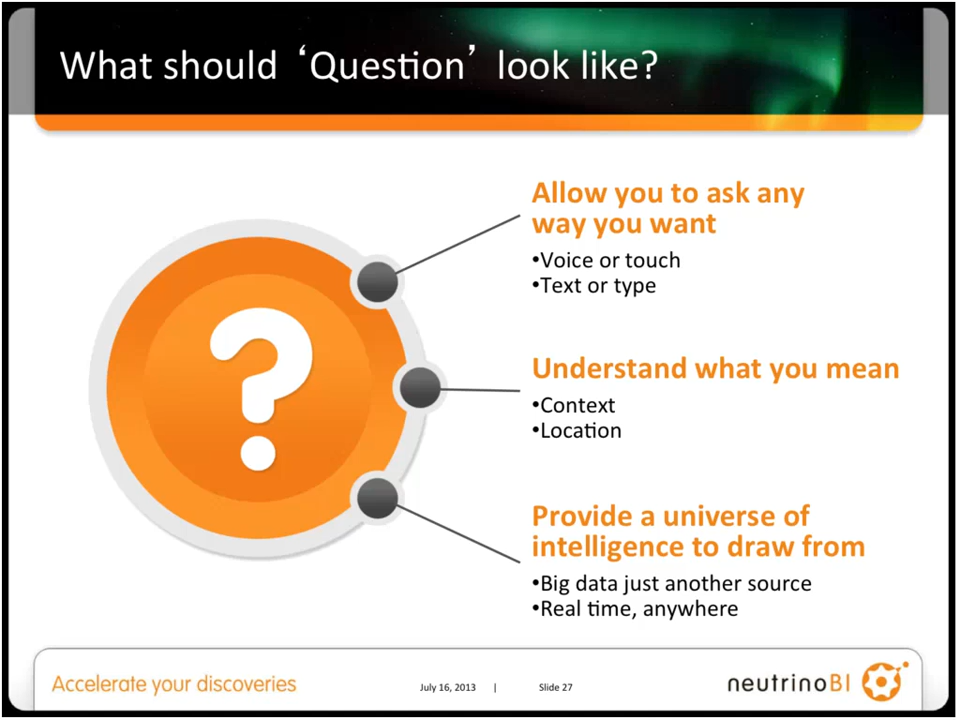 What should ‘Question’ look like?
?
Allow you to ask any
way you want
•Voice or touch
•Text or type
Understand what you mean
•Context
•Location
Provide a universe of
intelligence to draw from
•Big data just another source
•Real time, anywhere
Accelerate your discoveries
July 16, 2013 | Slide 27
neutrinoBI